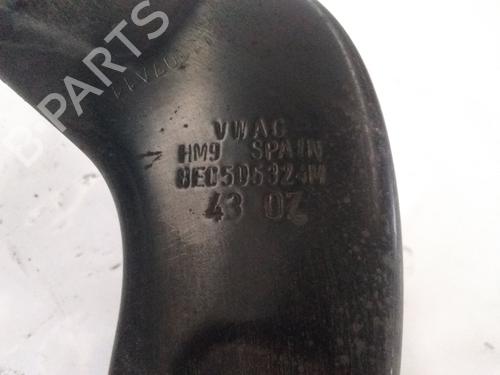 B-PARTS
VWAG
HM9 SPAIN
8E0505324M
43 07